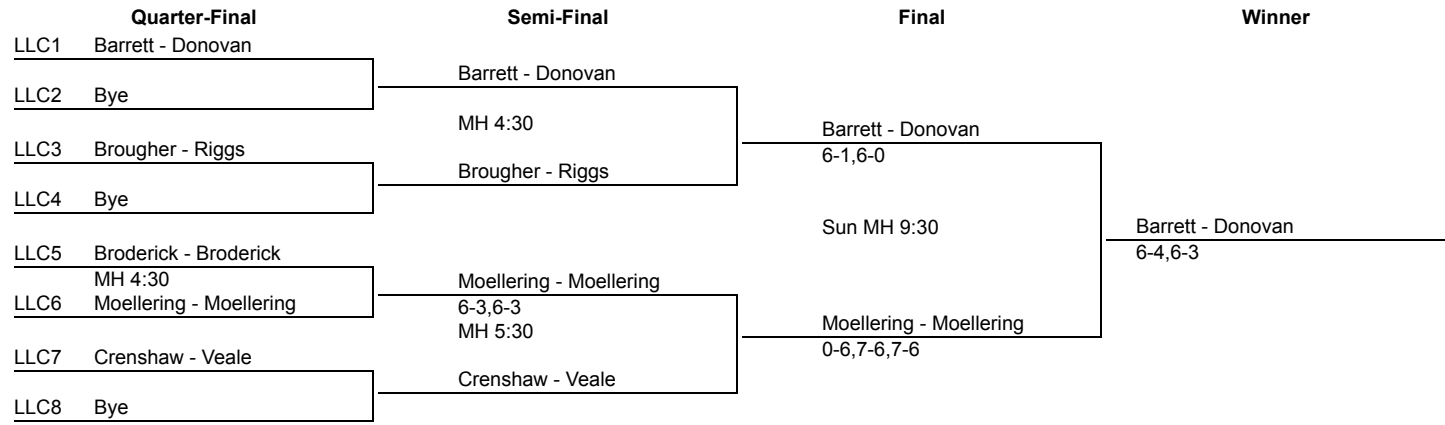 Quarter-Final Semi-Final Final Winner
LLC1 Barrett - Donovan
Barrett - Donovan
LLC2 Bye
MH 4:30
Barrett - Donovan
LLC3 Brougher - Riggs
6-1,6-0
Brougher - Riggs
LLC4 Bye
Sun MH 9:30
Barrett - Donovan
LLC5 Broderick - Broderick
6-4,6-3
MH 4:30
Moellering - Moellering
LLC6 Moellering - Moellering
6-3,6-3
MH 5:30
Moellering - Moellering
0-6,7-6,7-6
LLC7 Crenshaw - Veale
Crenshaw - Veale
LLC8 Bye